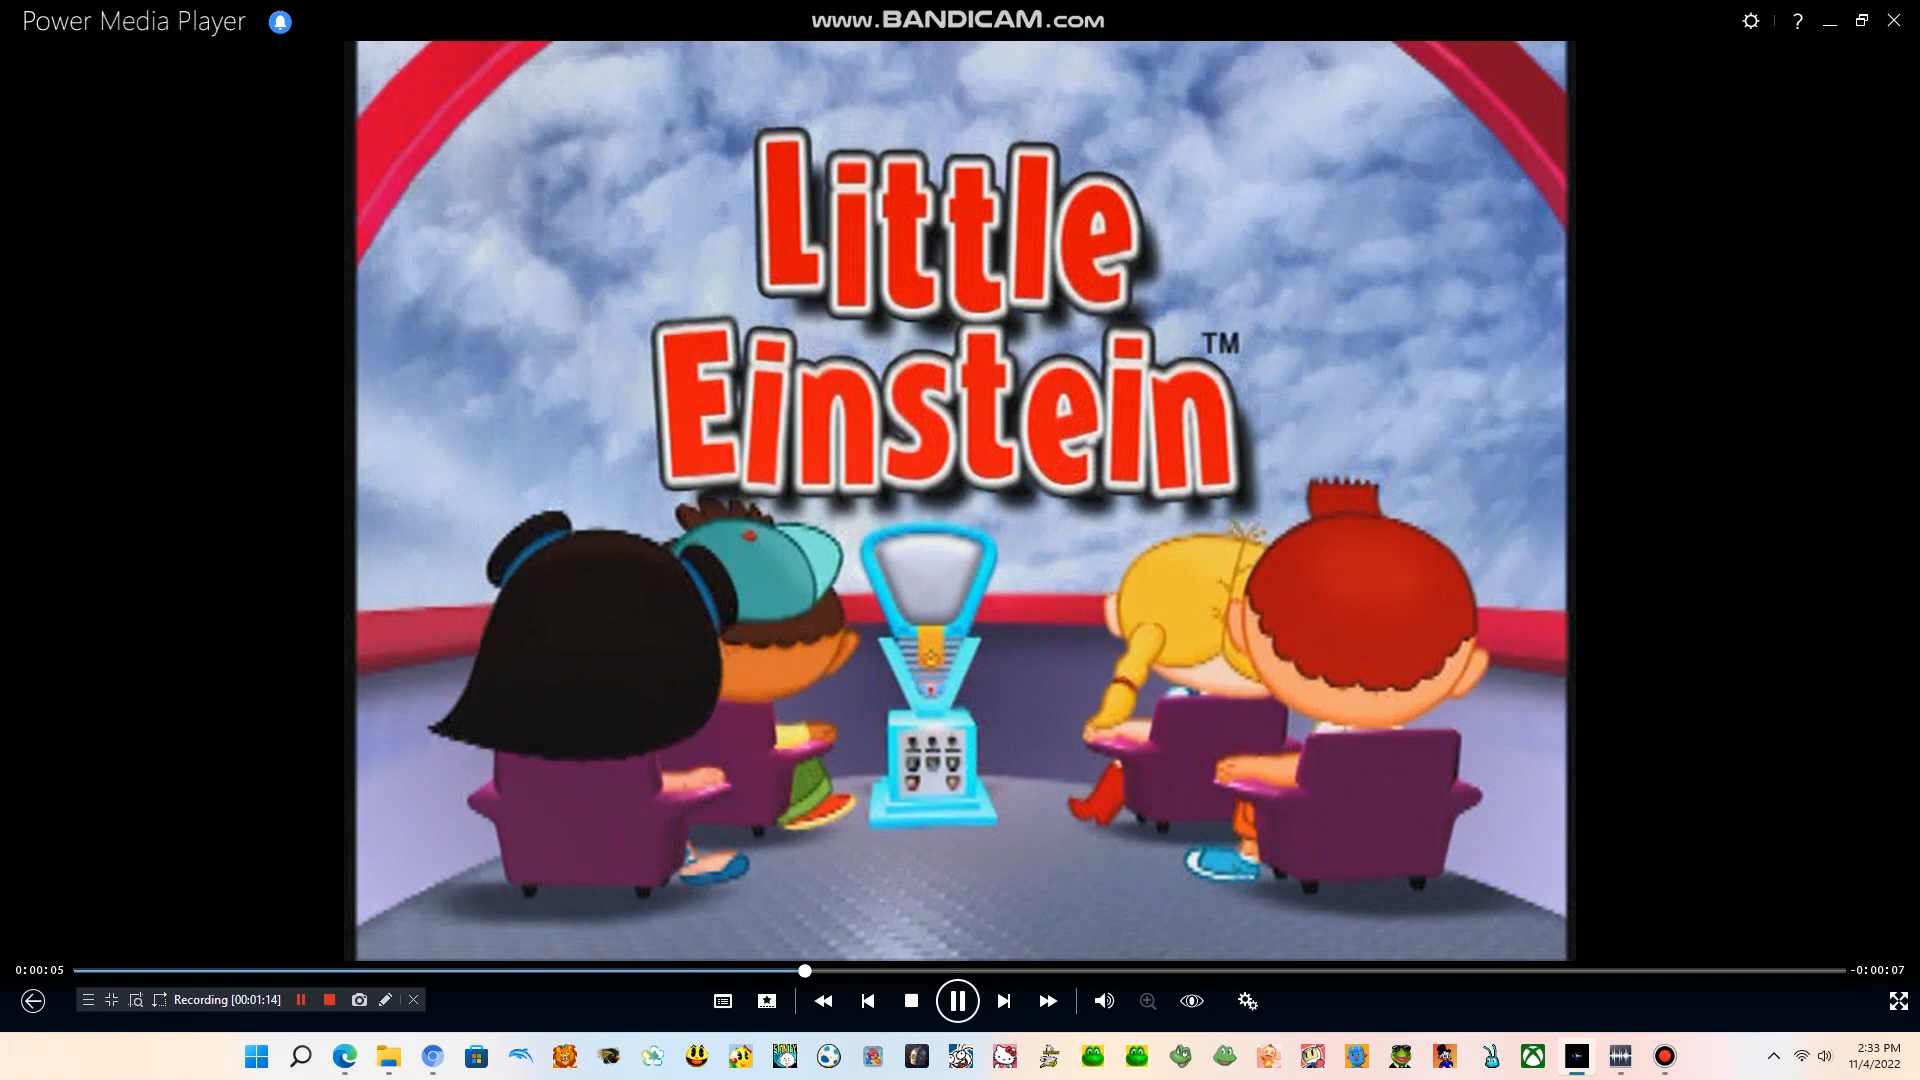 Power Media Player
www.BANDICAM.com
?
Little
Einstein
TM
0:00:05
-0:00:07
Recording [00:01:14]
2:33 PM
11/4/2022